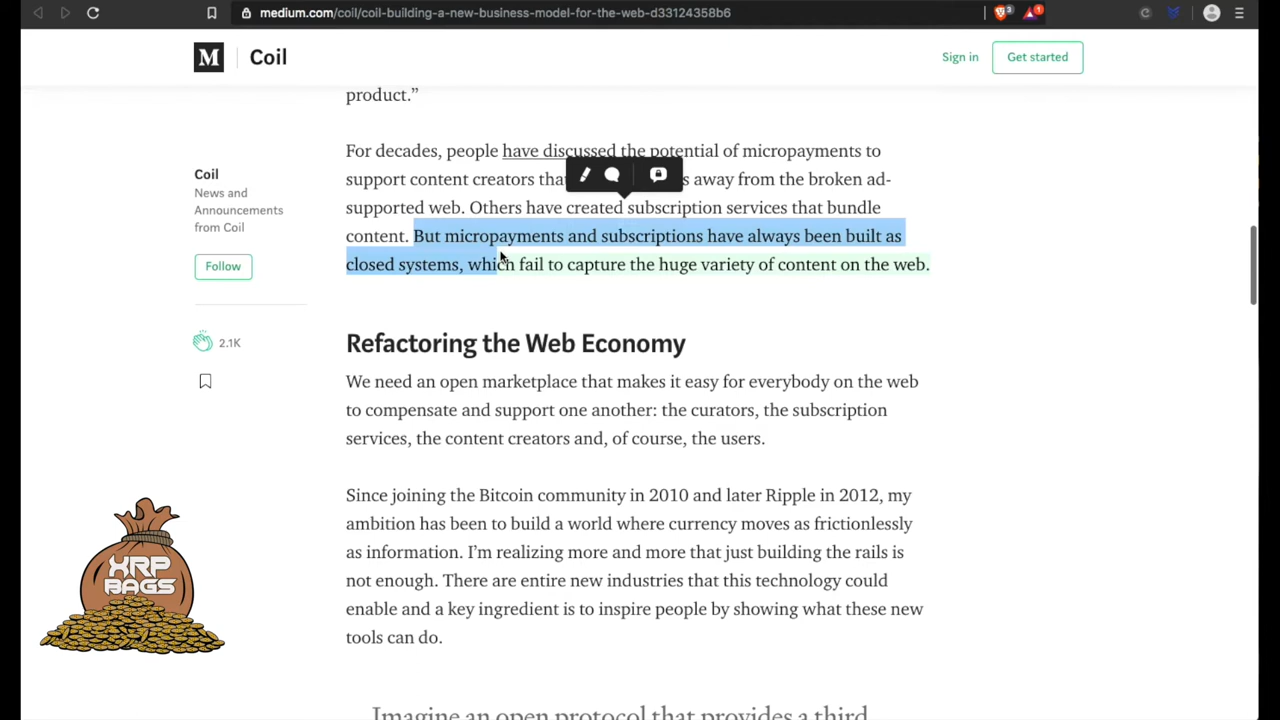 medium.com/coil/coil-building-a-new-business-model-for-the-web-d33124358b6
3
1
M
Coil
Sign in
Get started
product.”
For decades, people have discussed the potential of micropayments to
support content creators s away from the broken ad-
supported web. Others have created subscription services that bundle
content. But micropayments and subscriptions have always been built as
closed systems, which fail to capture the huge variety of content on the web.
Coil
News and
Announcements
from Coil
Follow
2.1K
Refactoring the Web Economy
We need an open marketplace that makes it easy for everybody on the web
to compensate and support one another: the curators, the subscription
services, the content creators and, of course, the users.
Since joining the Bitcoin community in 2010 and later Ripple in 2012, my
ambition has been to build a world where currency moves as frictionlessly
as information. I’m realizing more and more that just building the rails is
not enough. There are entire new industries that this technology could
enable and a key ingredient is to inspire people by showing what these new
tools can do.
Imagine an open protocol that provides a third
XRP
BAGS